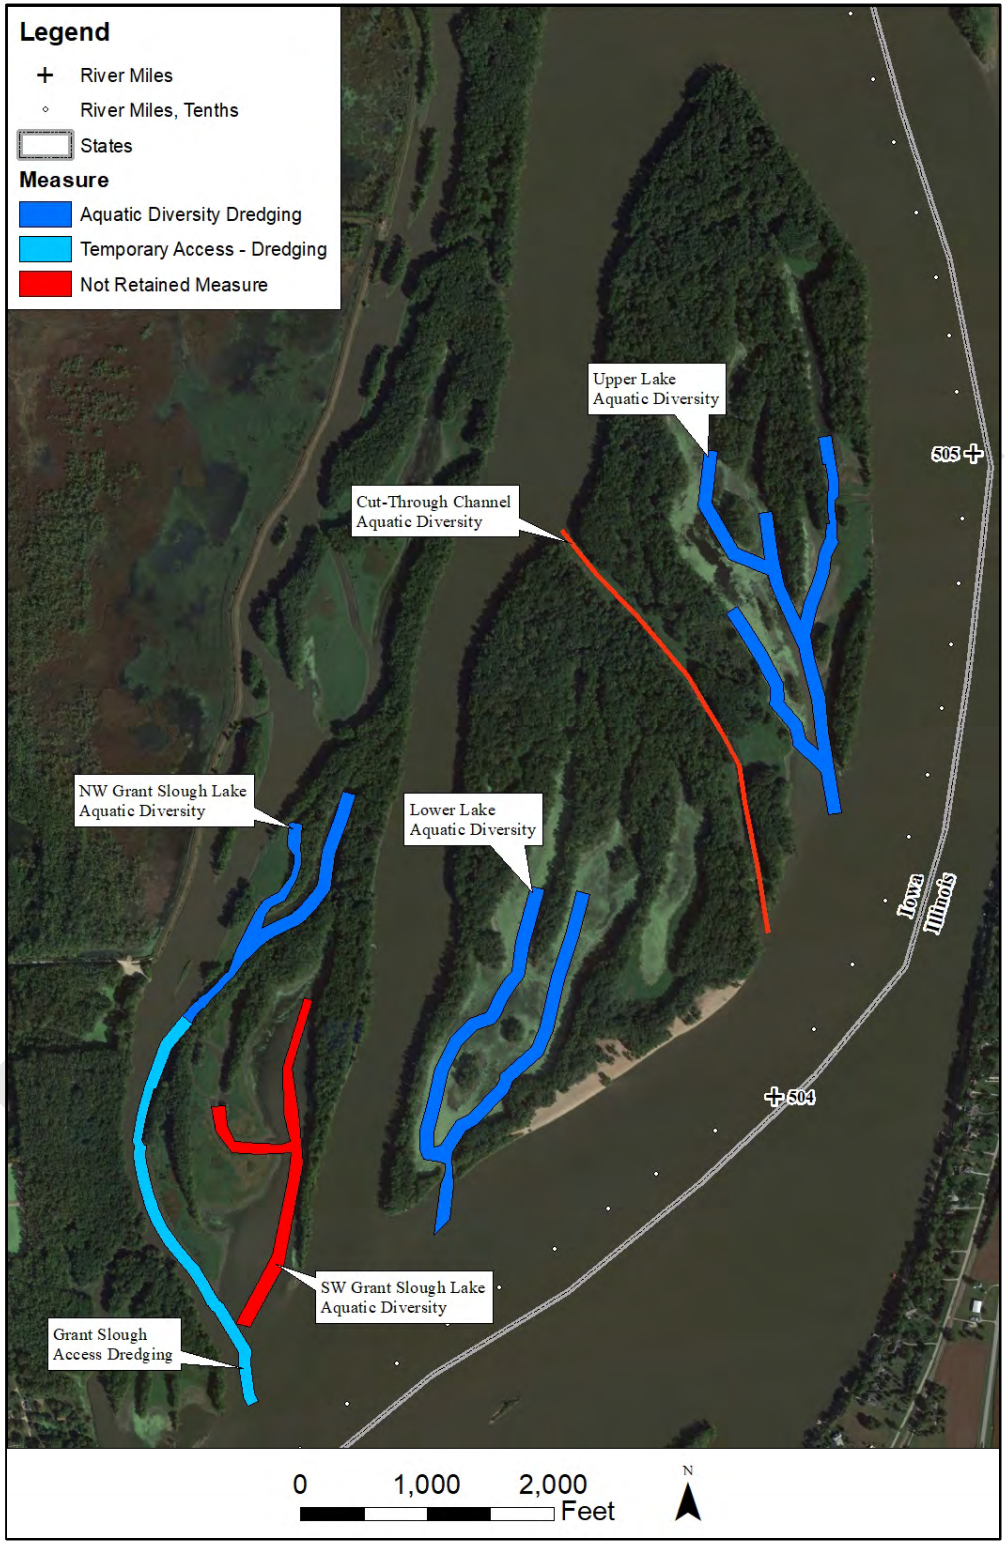 Legend
River Miles
River Miles, Tenths
States
Measure
Aquatic Diversity Dredging
Temporary Access - Dredging
Not Retained Measure
Upper Lake
Aquatic Diversity
505
Cut-Through Channel
Aquatic Diversity
NW Grant Slough Lake
Aquatic Diversity
Lower Lake
Aquatic Diversity
Iowa
Illinois
504
SW Grant Slough Lake
Aquatic Diversity
Grant Slough
Access Dredging
0 1,000 2,000
Feet
N